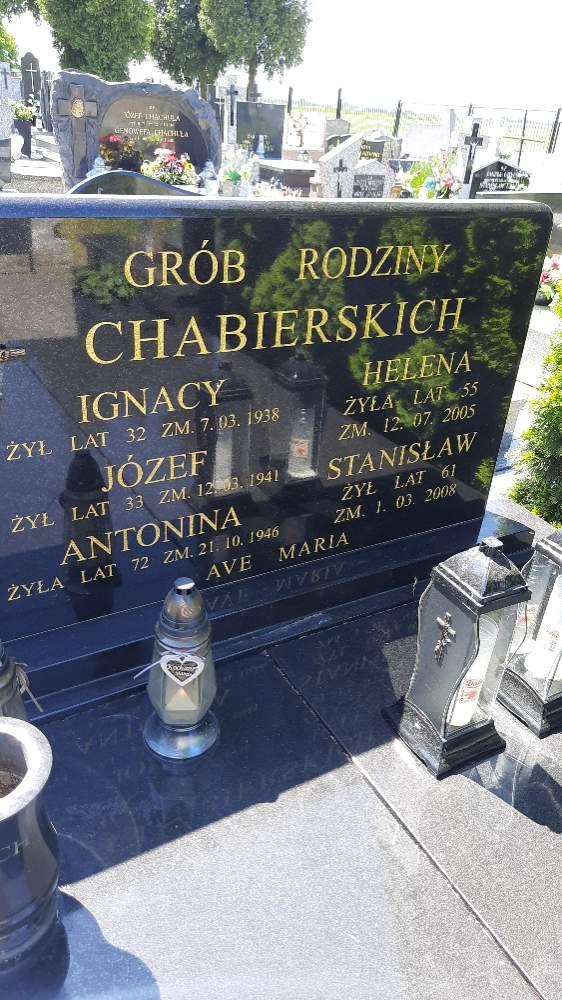 GRÓB RODZINY
CHABIERSKICH
IGNACY
ŻYŁ LAT 32 ZM. 7.03.1938
JÓZEF
ŻYŁ LAT 33 ZM. 12.03.1941
ANTONINA
ŻYŁA LAT 72 ZM. 21.10.1946
HELENA
ŻYŁA LAT 55
ZM. 12.07.2005
STANISŁAW
ŻYŁ LAT 61
ZM. 1.03.2008
AVE MARIA
JÓZEF CHACHUŁA
GENOWEFA CHACHUŁA